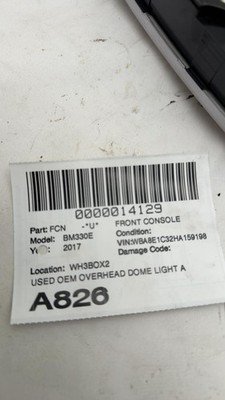 0000014129
Part: FCN -*U* FRONT CONSOLE
Model: BM330E Condition:
Year: 2017 VIN:WBA8E1C32HA159198
Damage Code:
Location: WH3BOX2
USED OEM OVERHEAD DOME LIGHT A
A826